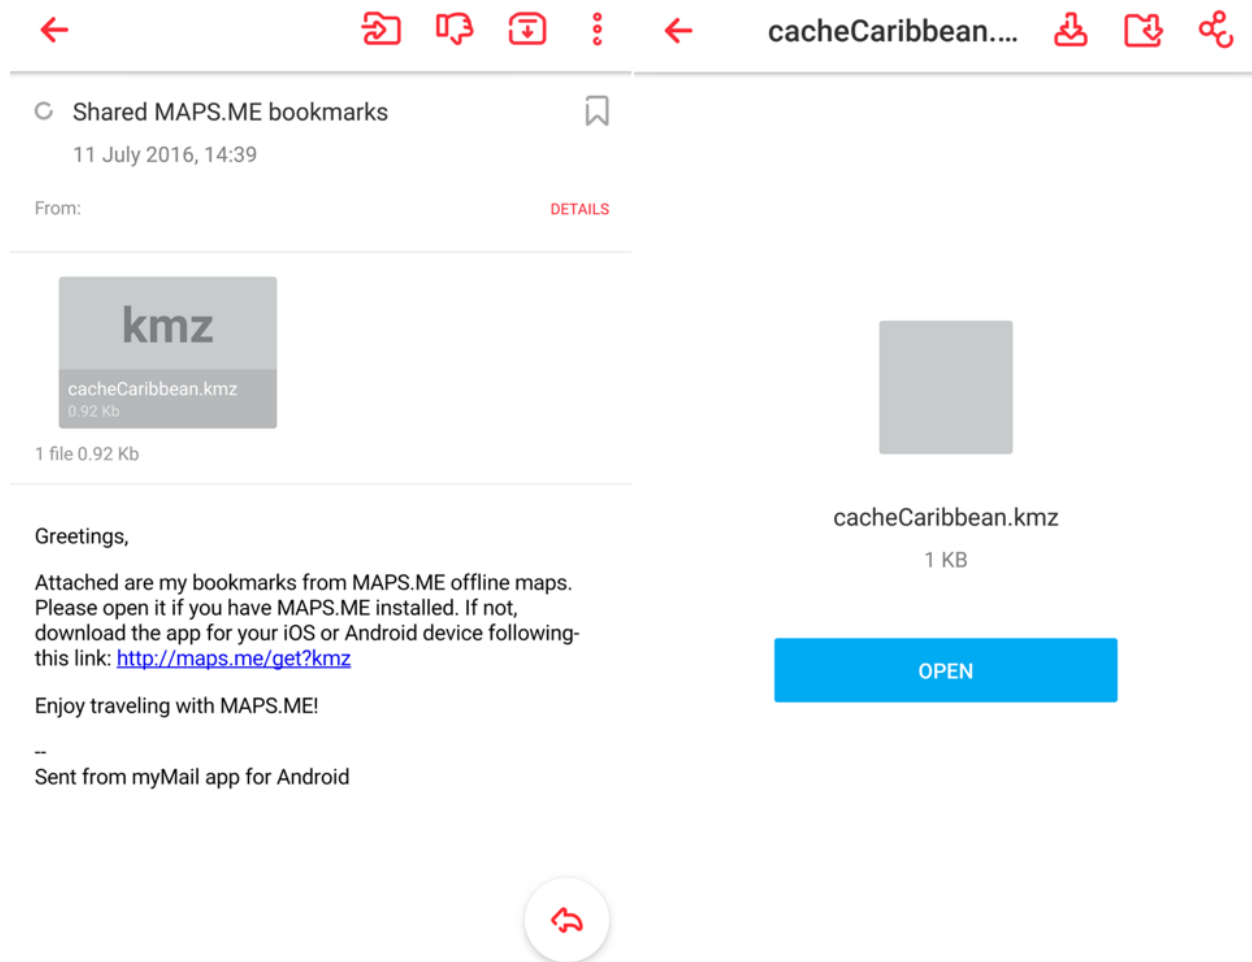 Shared MAPS.ME bookmarks
11 July 2016, 14:39
From:
DETAILS
kmz
cacheCaribbean.kmz
0.92 Kb
1 file 0.92 Kb
Greetings,
Attached are my bookmarks from MAPS.ME offline maps.
Please open it if you have MAPS.ME installed. If not,
download the app for your iOS or Android device following-
this link: http://maps.me/get?kmz
Enjoy traveling with MAPS.ME!
--
Sent from myMail app for Android
cacheCaribbean....
cacheCaribbean.kmz
1 KB
OPEN